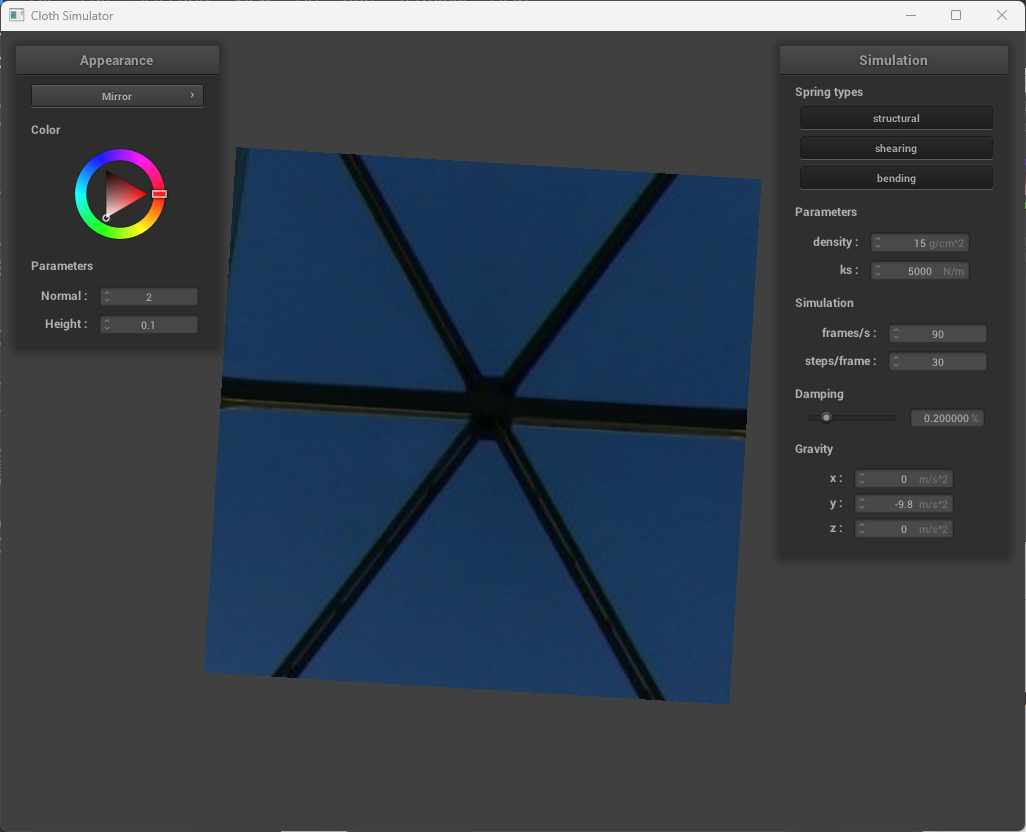 Cloth Simulator
Appearance
Mirror
Color
Parameters
Normal : 2
Height : 0.1
Simulation
Spring types
structural
shearing
bending
Parameters
density : 15 g/cm^2
ks : 5000 N/m
Simulation
frames/s : 90
steps/frame : 30
Damping
0.200000 %
Gravity
x : 0 m/s^2
y : -9.8 m/s^2
z : 0 m/s^2